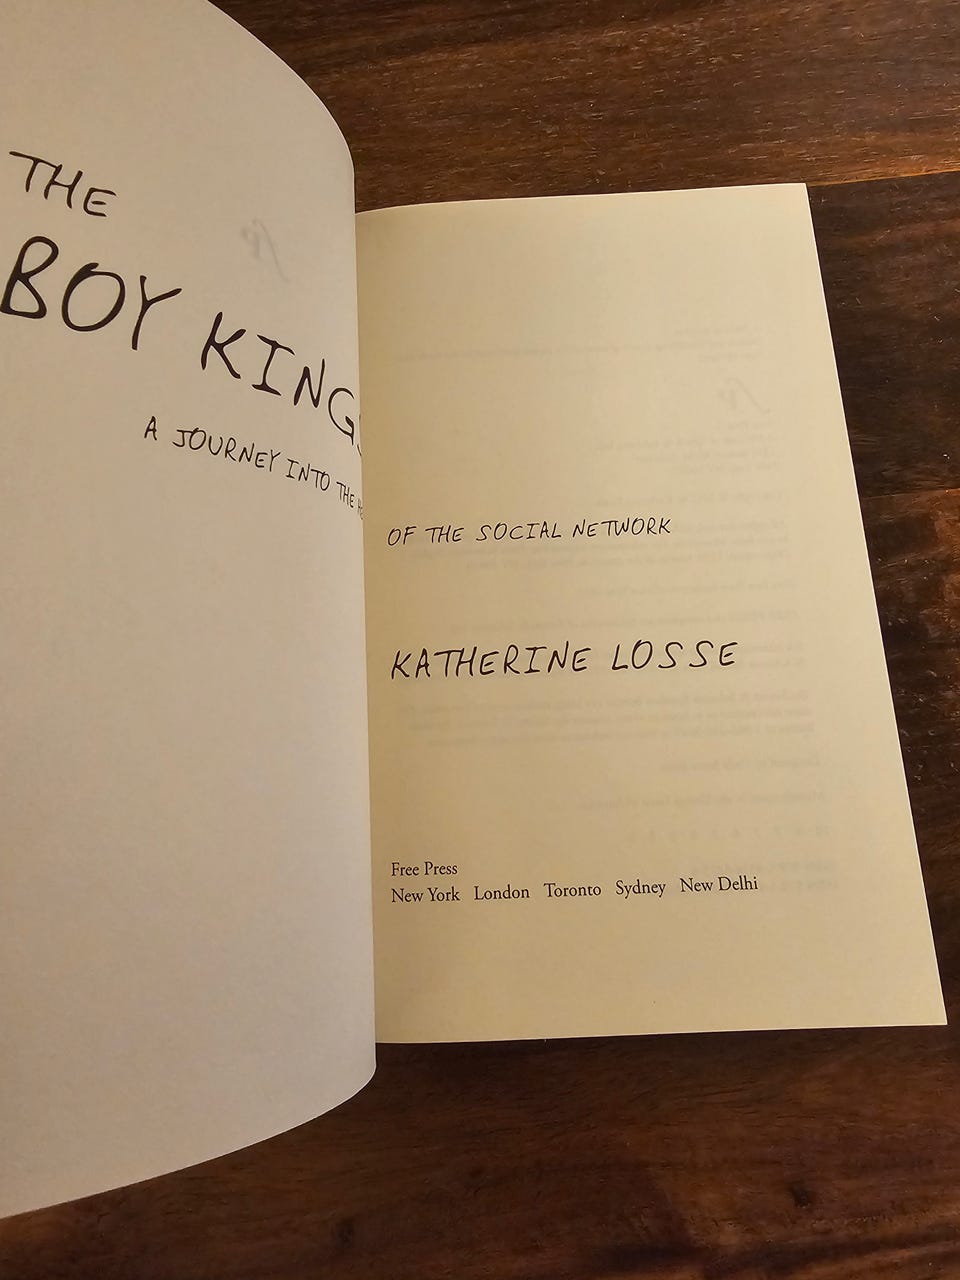 THE
BOY KINGS
A JOURNEY INTO THE
OF THE SOCIAL NETWORK
KATHERINE LOSSE
Free Press
New York London Toronto Sydney New Delhi